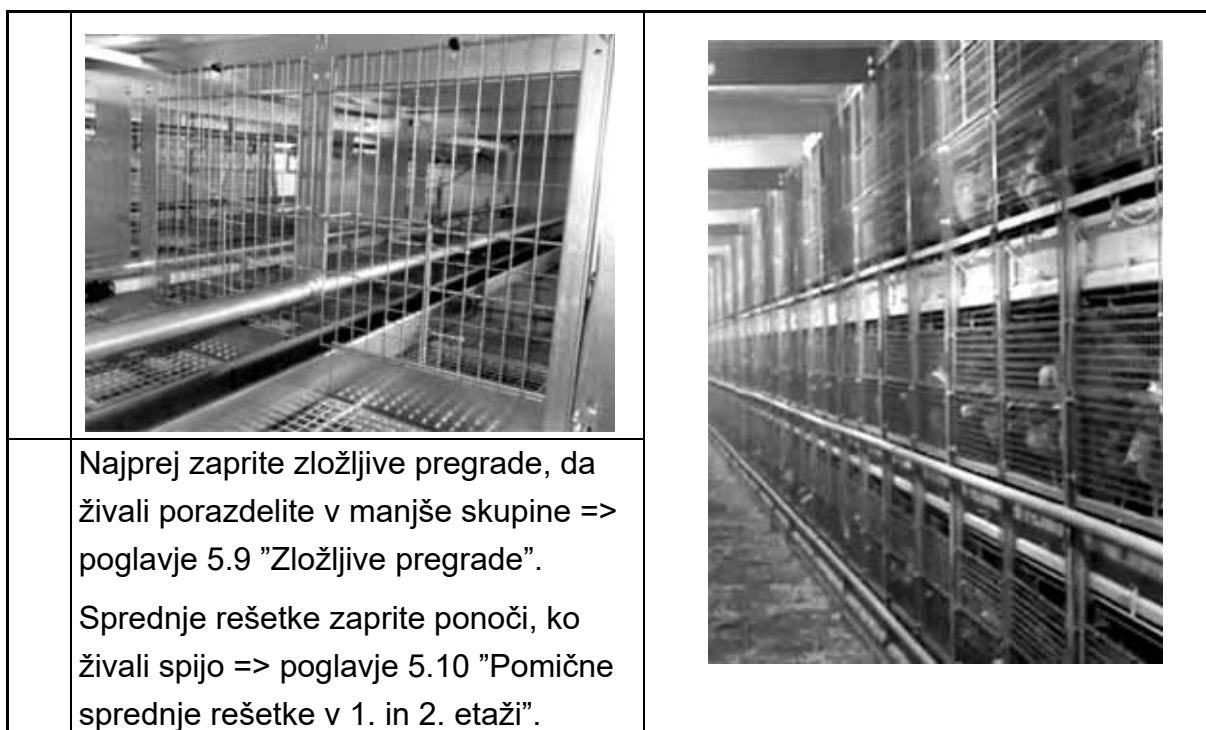 Najprej zaprite zložljive pregrade, da
živali porazdelite v manjše skupine =>
poglavje 5.9 ”Zložljive pregrade”.
Sprednje rešetke zaprite ponoči, ko
živali spijo => poglavje 5.10 ”Pomične
sprednje rešetke v 1. in 2. etaži”.